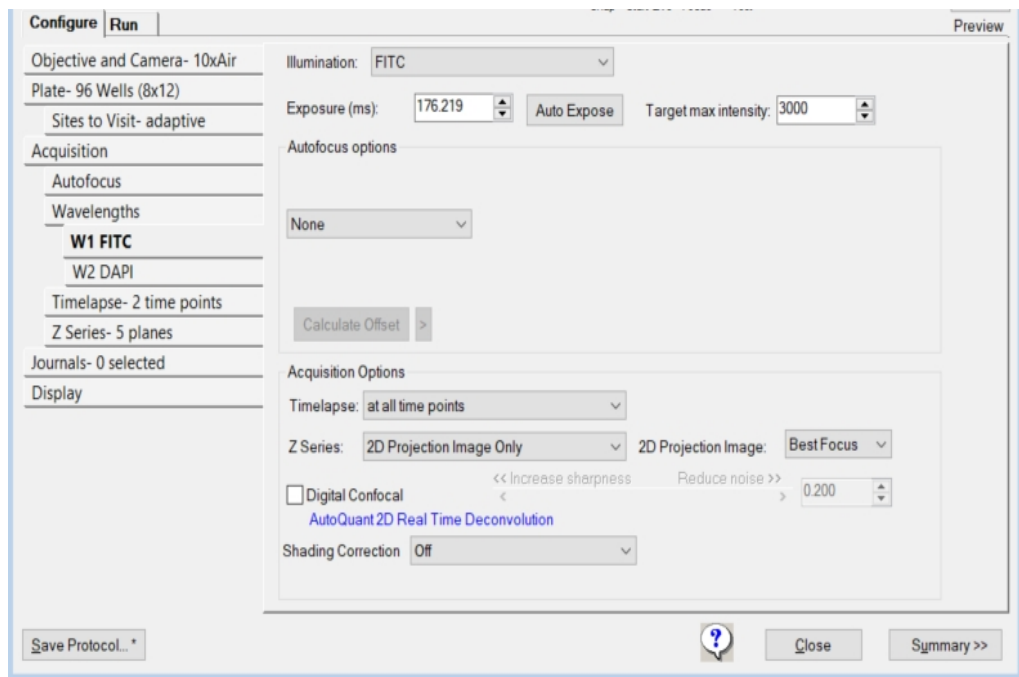 Configure Run Preview
Objective and Camera- 10xAir
Plate- 96 Wells (8x12)
Sites to Visit- adaptive
Acquisition
Autofocus
Wavelengths
W1 FITC
W2 DAPI
Timelapse- 2 time points
Z Series- 5 planes
Journals- 0 selected
Display
Illumination: FITC
Exposure (ms): 176.219 Auto Expose Target max intensity: 3000
Autofocus options
None
Calculate Offset >
Acquisition Options
Timelapse: at all time points
Z Series: 2D Projection Image Only 2D Projection Image: Best Focus
<< Increase sharpness Reduce noise >>
Digital Confocal < > 0.200
AutoQuant 2D Real Time Deconvolution
Shading Correction Off
Save Protocol... * ? Close Summary >>